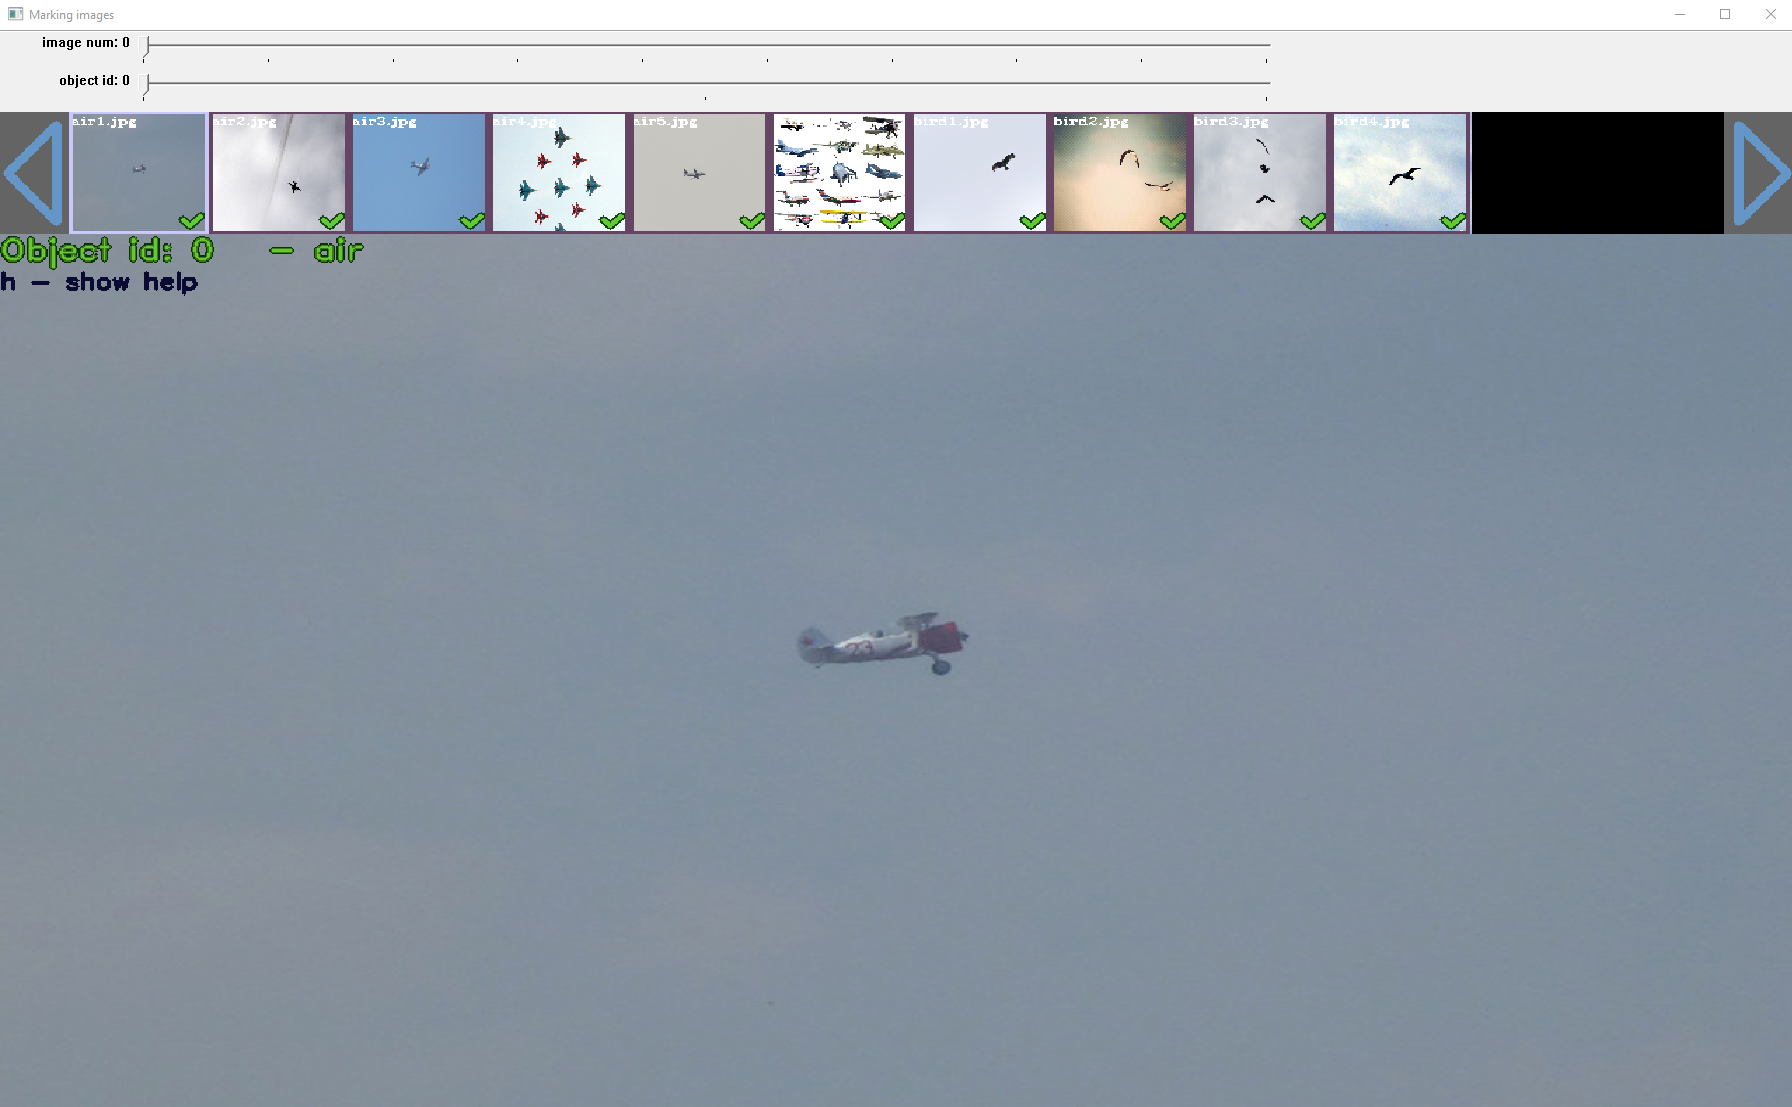 Marking images
image num: 0
object id: 0
air1.jpg
air2.jpg
air3.jpg
air4.jpg
air5.jpg
bird1.jpg
bird2.jpg
bird3.jpg
bird4.jpg
Object id: 0 - air
h - show help
23